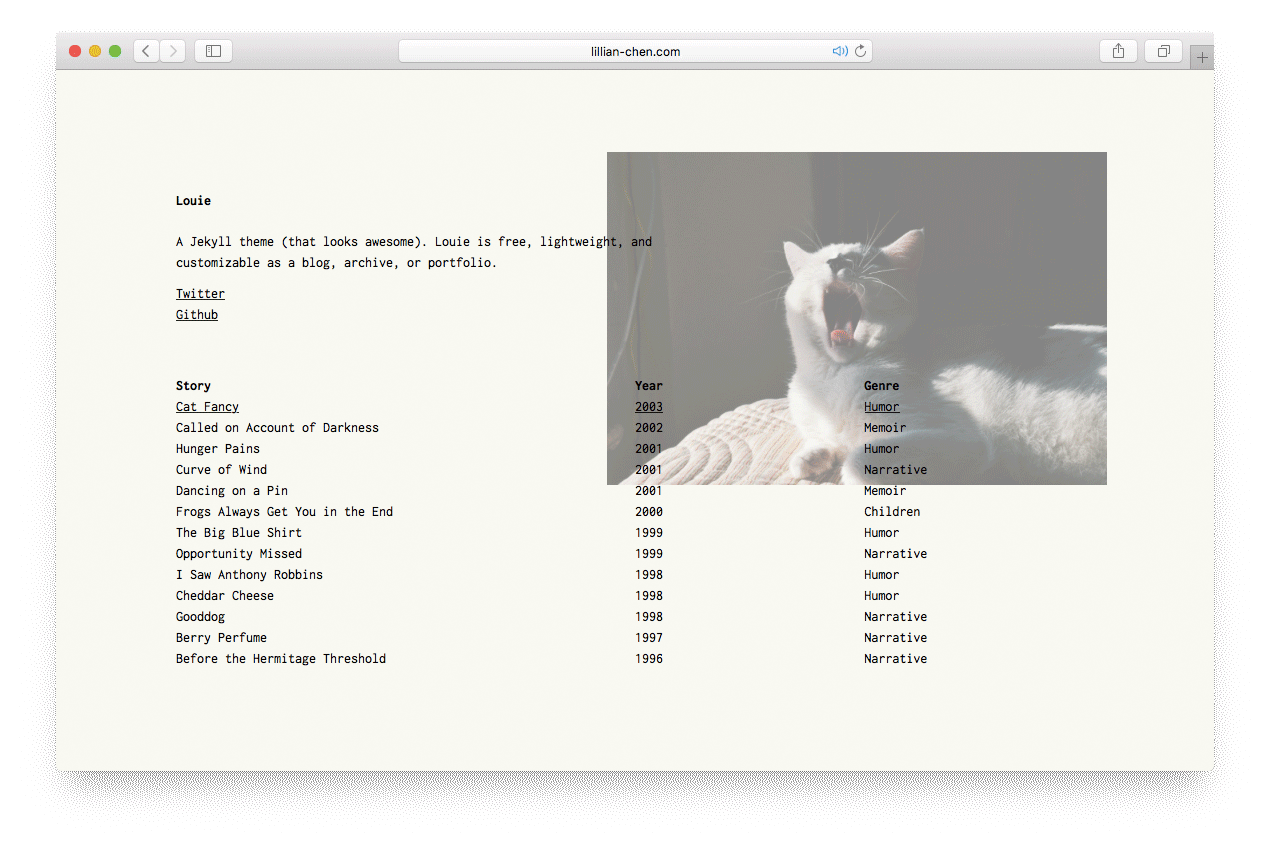 lillian-chen.com
Louie
A Jekyll theme (that looks awesome). Louie is free, lightweight, and
customizable as a blog, archive, or portfolio.
Twitter
Github
Story Year Genre
Cat Fancy 2003 Humor
Called on Account of Darkness 2002 Memoir
Hunger Pains 2001 Humor
Curve of Wind 2001 Narrative
Dancing on a Pin 2001 Memoir
Frogs Always Get You in the End 2000 Children
The Big Blue Shirt 1999 Humor
Opportunity Missed 1999 Narrative
I Saw Anthony Robbins 1998 Humor
Cheddar Cheese 1998 Humor
Gooddog 1998 Narrative
Berry Perfume 1997 Narrative
Before the Hermitage Threshold 1996 Narrative